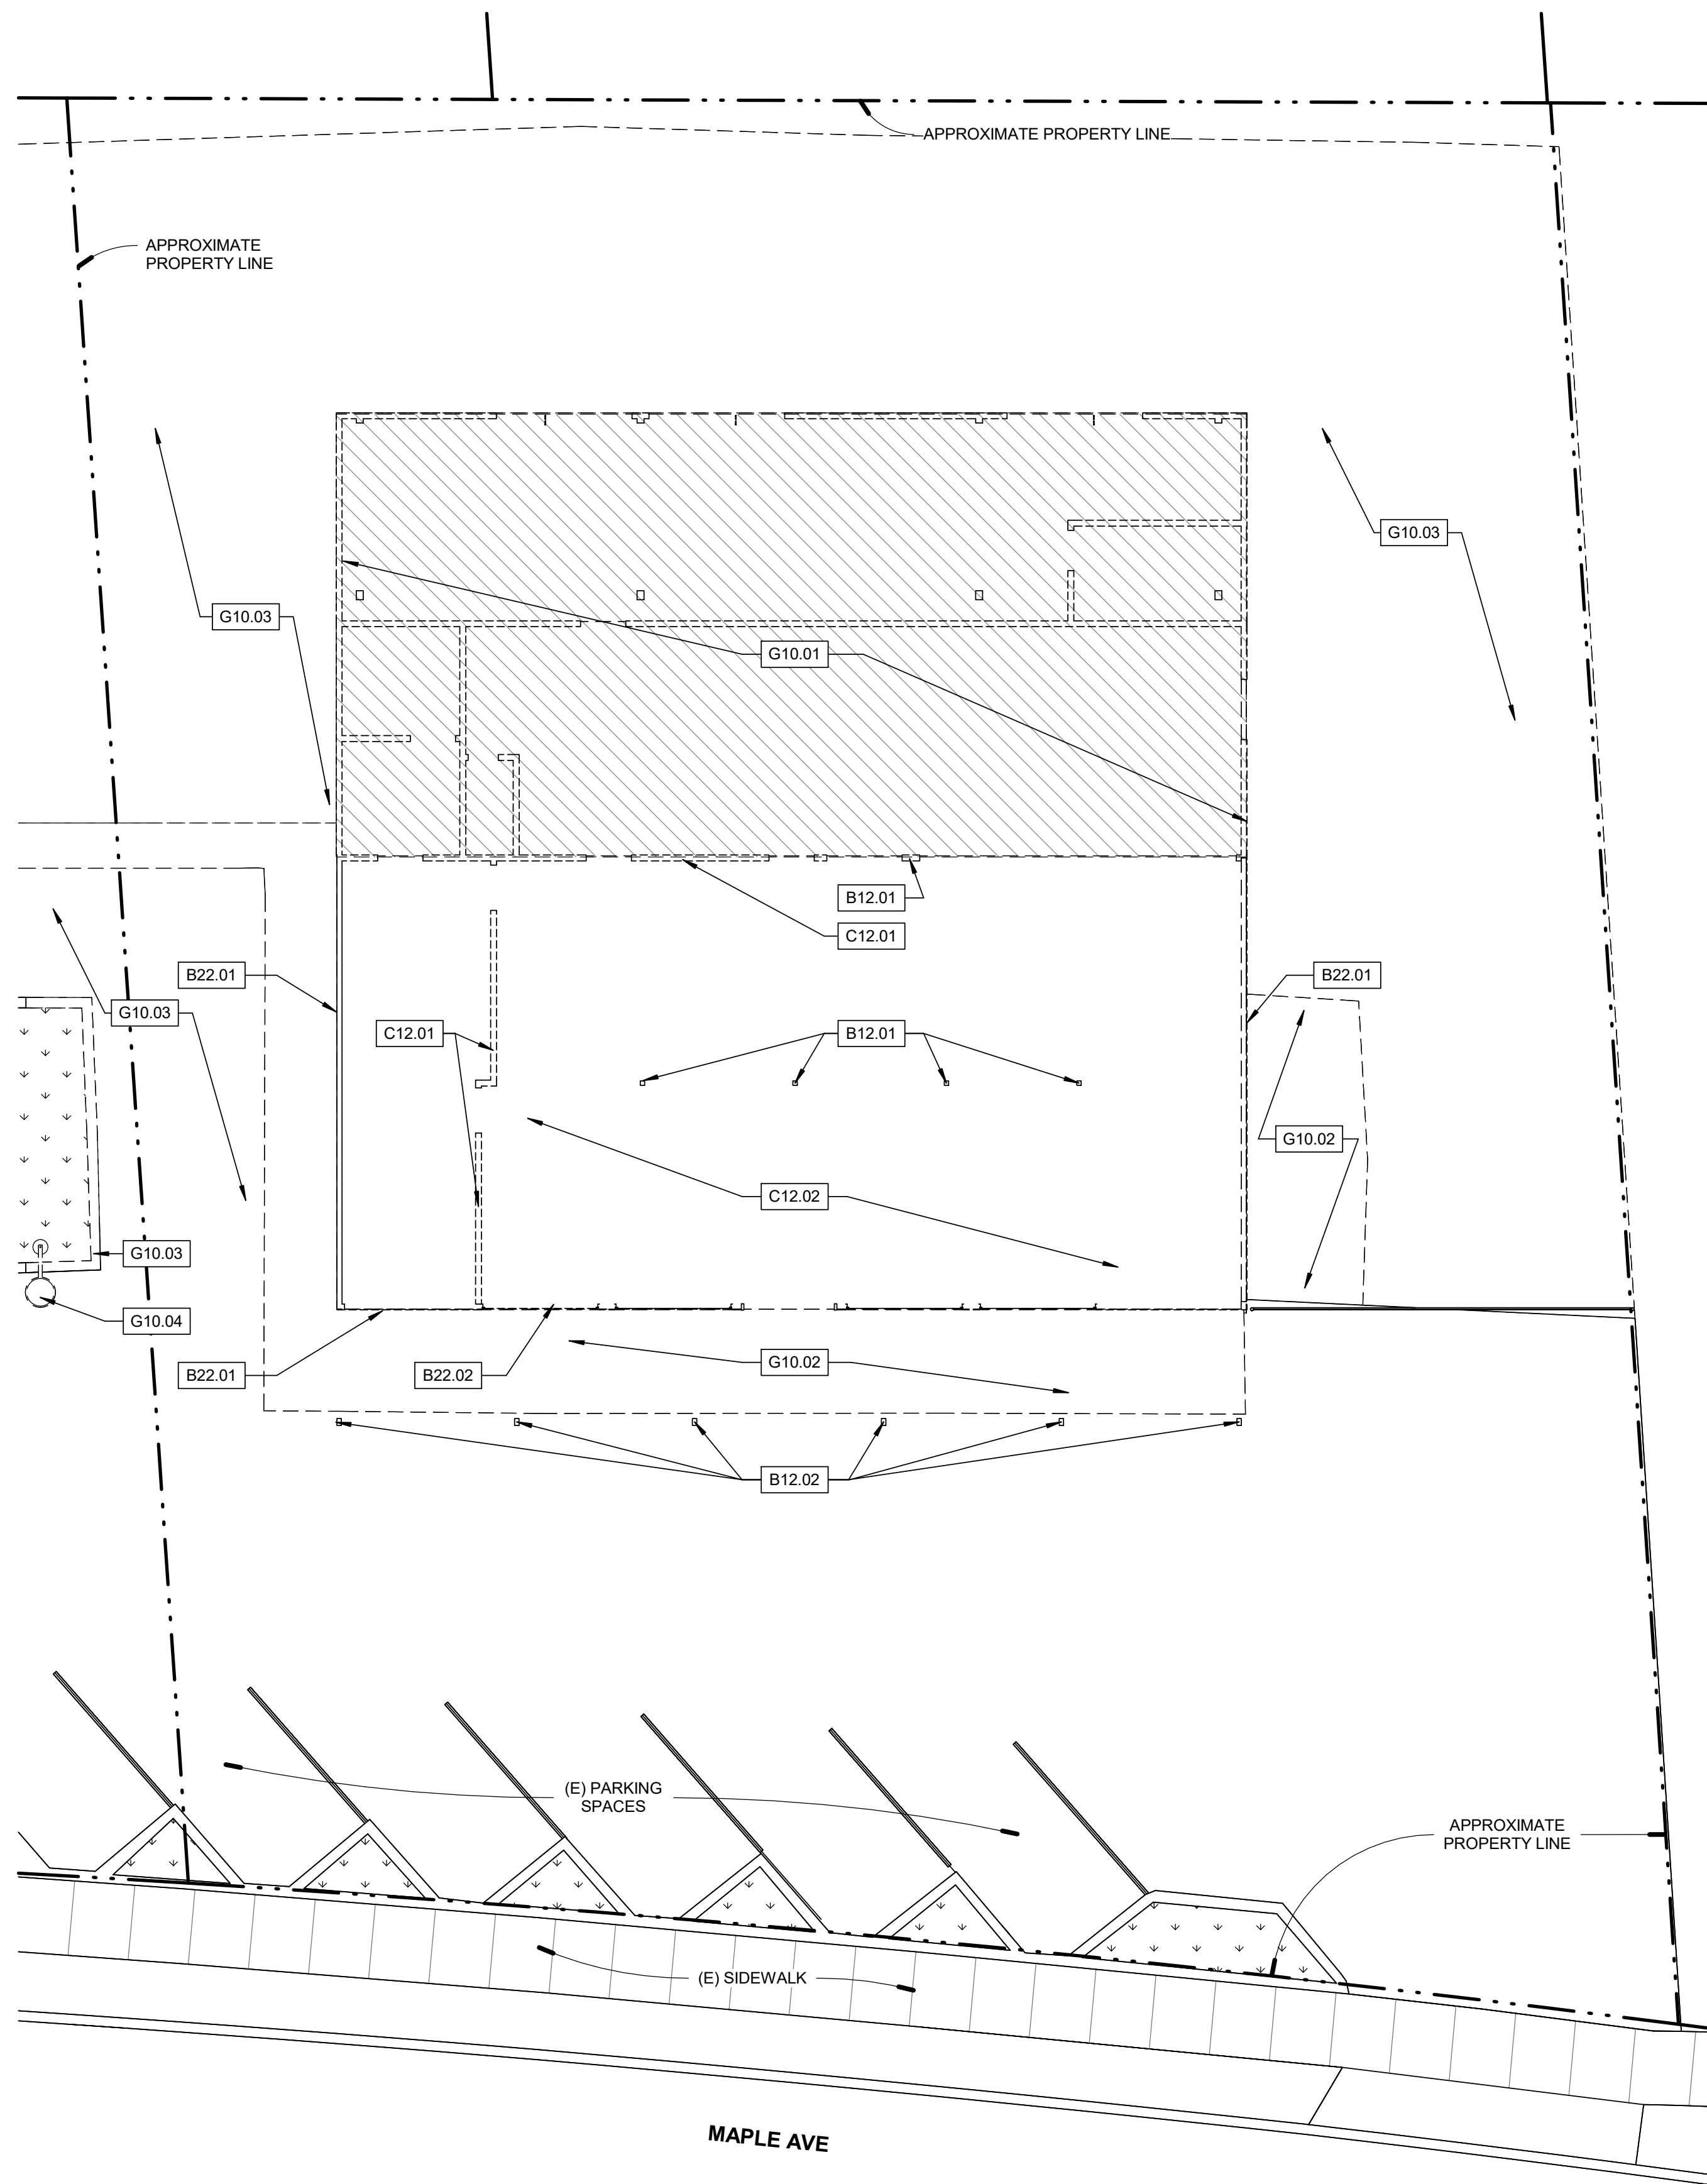 APPROXIMATE PROPERTY LINE
APPROXIMATE
PROPERTY LINE
G10.03
G10.03
G10.01
B12.01
C12.01
B22.01
B22.01
G10.03
C12.01
B12.01
G10.02
C12.02
G10.03
G10.04
B22.01
B22.02
G10.02
B12.02
(E) PARKING
SPACES
APPROXIMATE
PROPERTY LINE
(E) SIDEWALK
MAPLE AVE